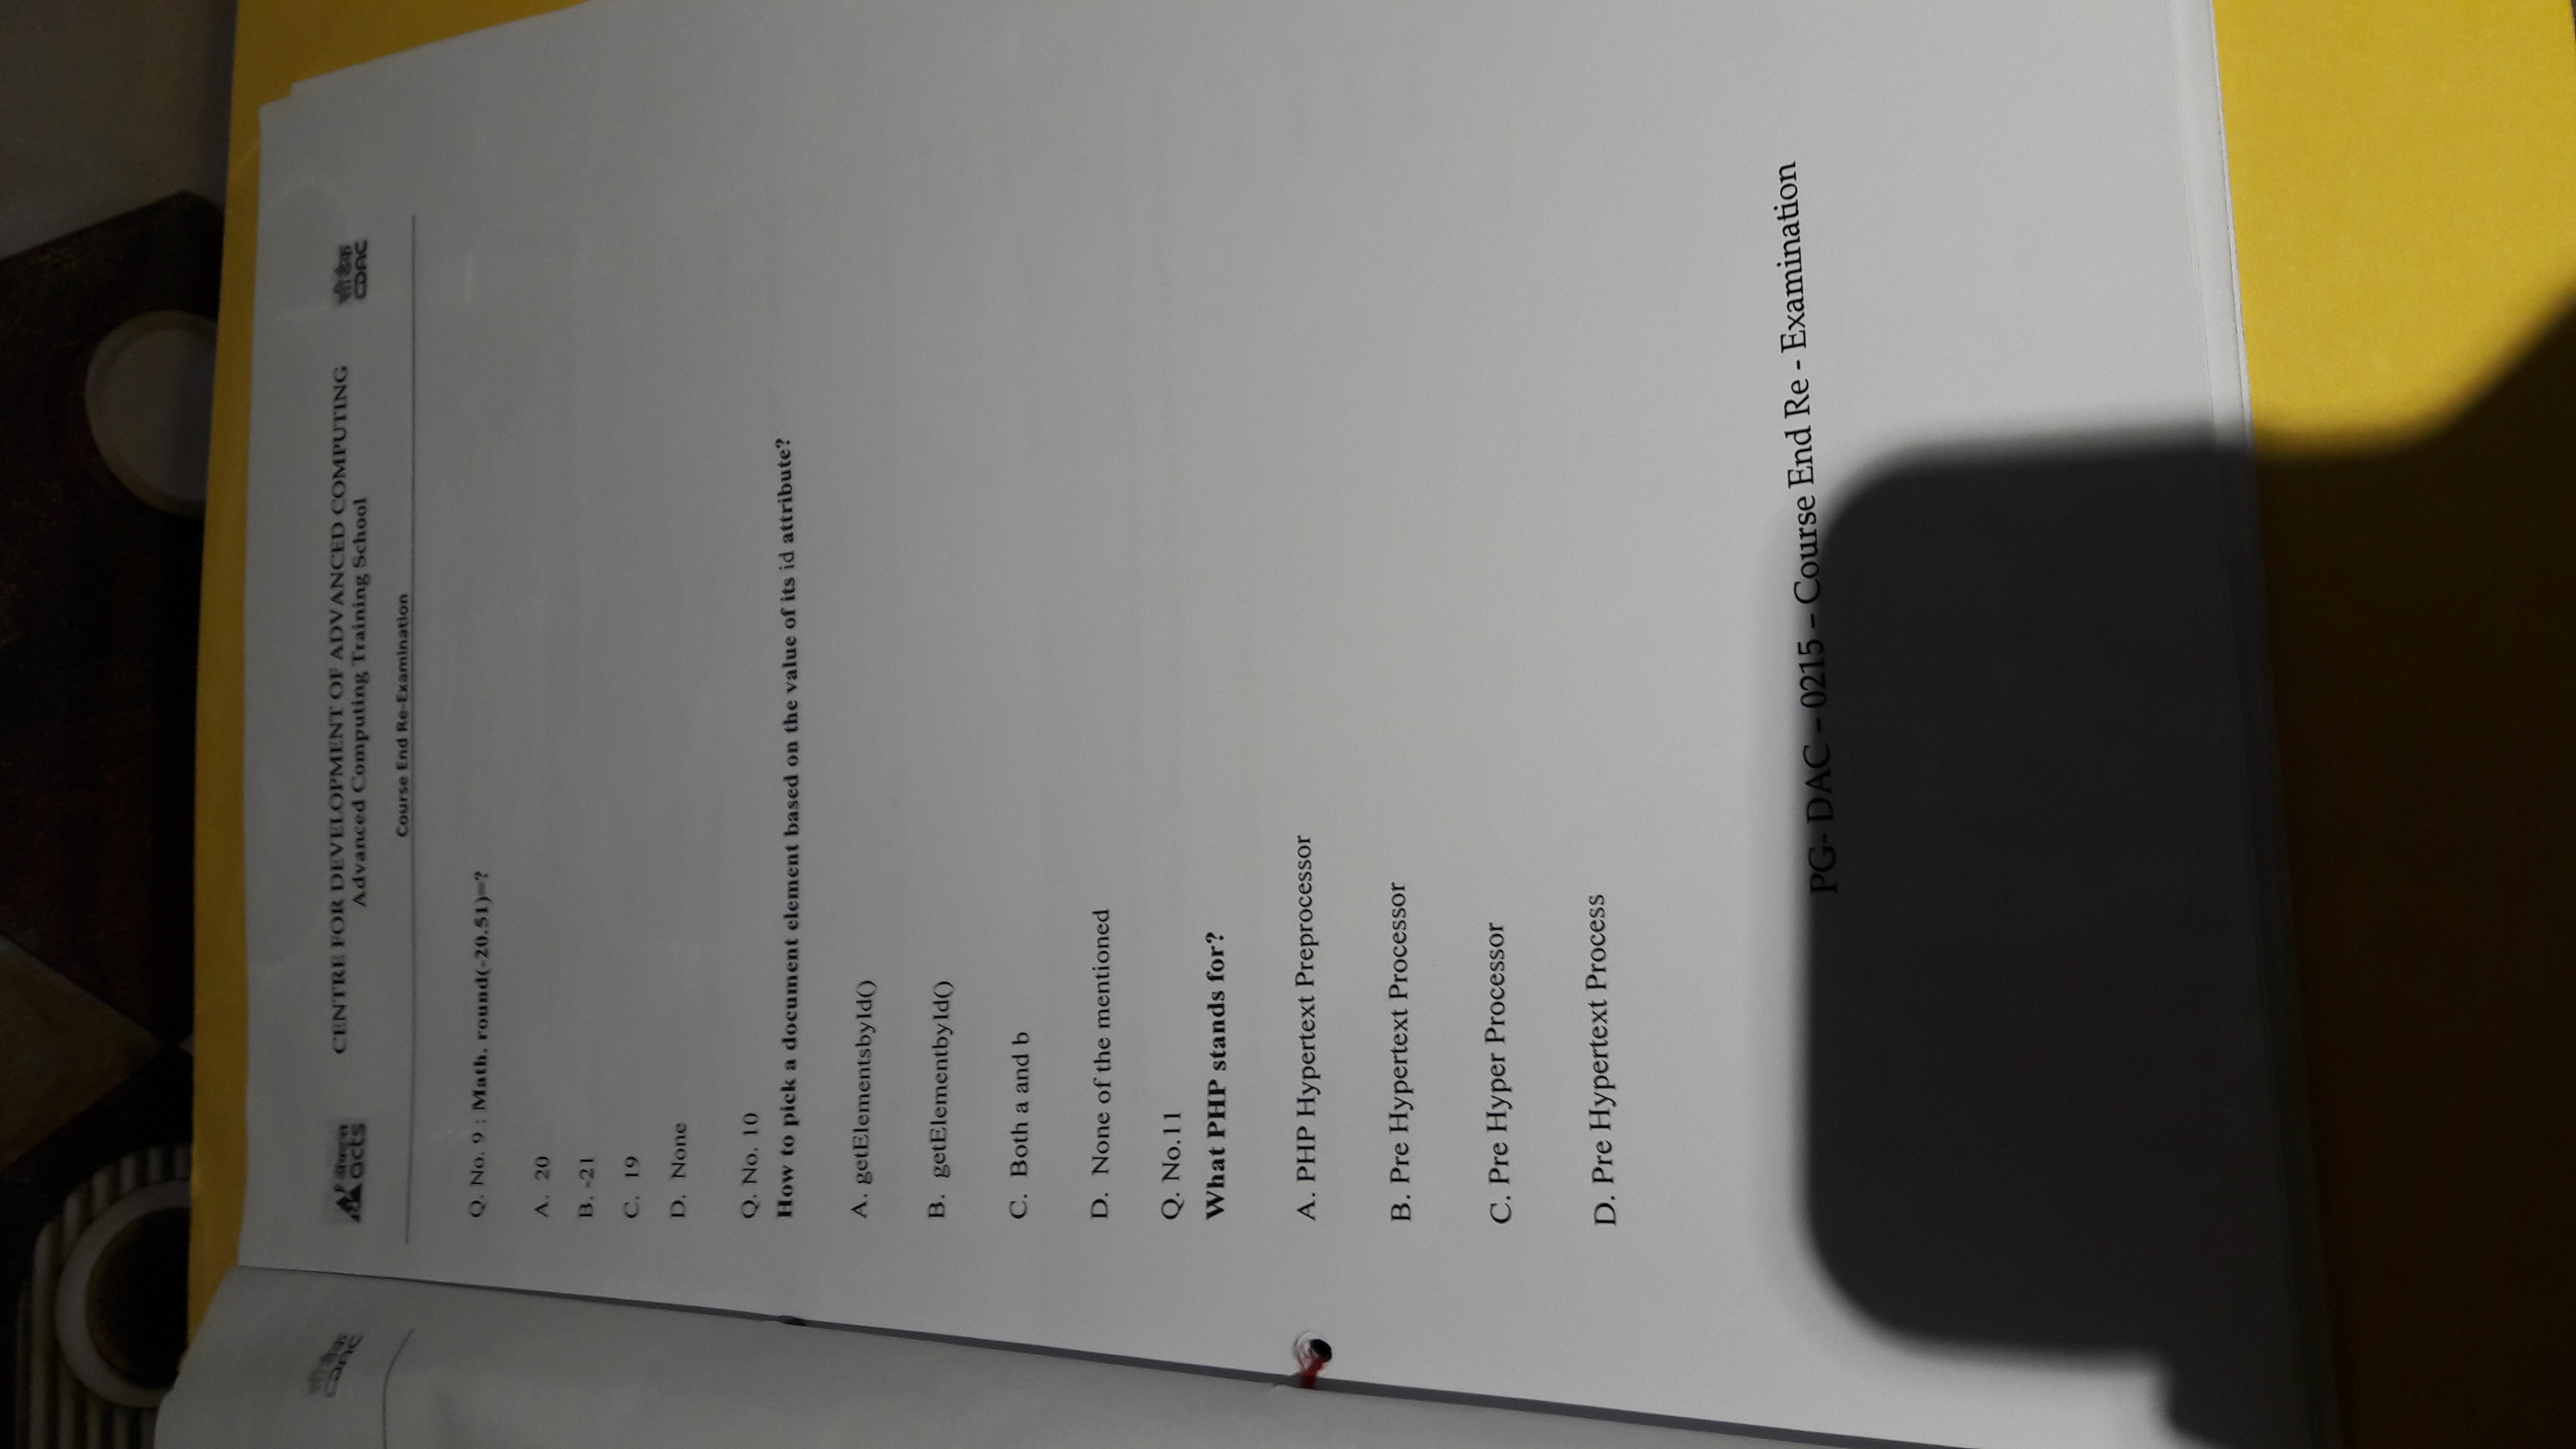 सी डैक
CDAC
एक्ट्स
acts
CENTRE FOR DEVELOPMENT OF ADVANCED COMPUTING
Advanced Computing Training School
सी डैक
CDAC
Course End Re-Examination
Q. No. 9 : Math. round(-20.51)=?
A. 20
B. -21
C. 19
D. None
Q. No. 10
How to pick a document element based on the value of its id attribute?
A. getElementsbyId()
B. getElementbyId()
C. Both a and b
D. None of the mentioned
Q. No.11
What PHP stands for?
A. PHP Hypertext Preprocessor
B. Pre Hypertext Processor
C. Pre Hyper Processor
D. Pre Hypertext Process
PG- DAC – 0215 – Course End Re - Examination